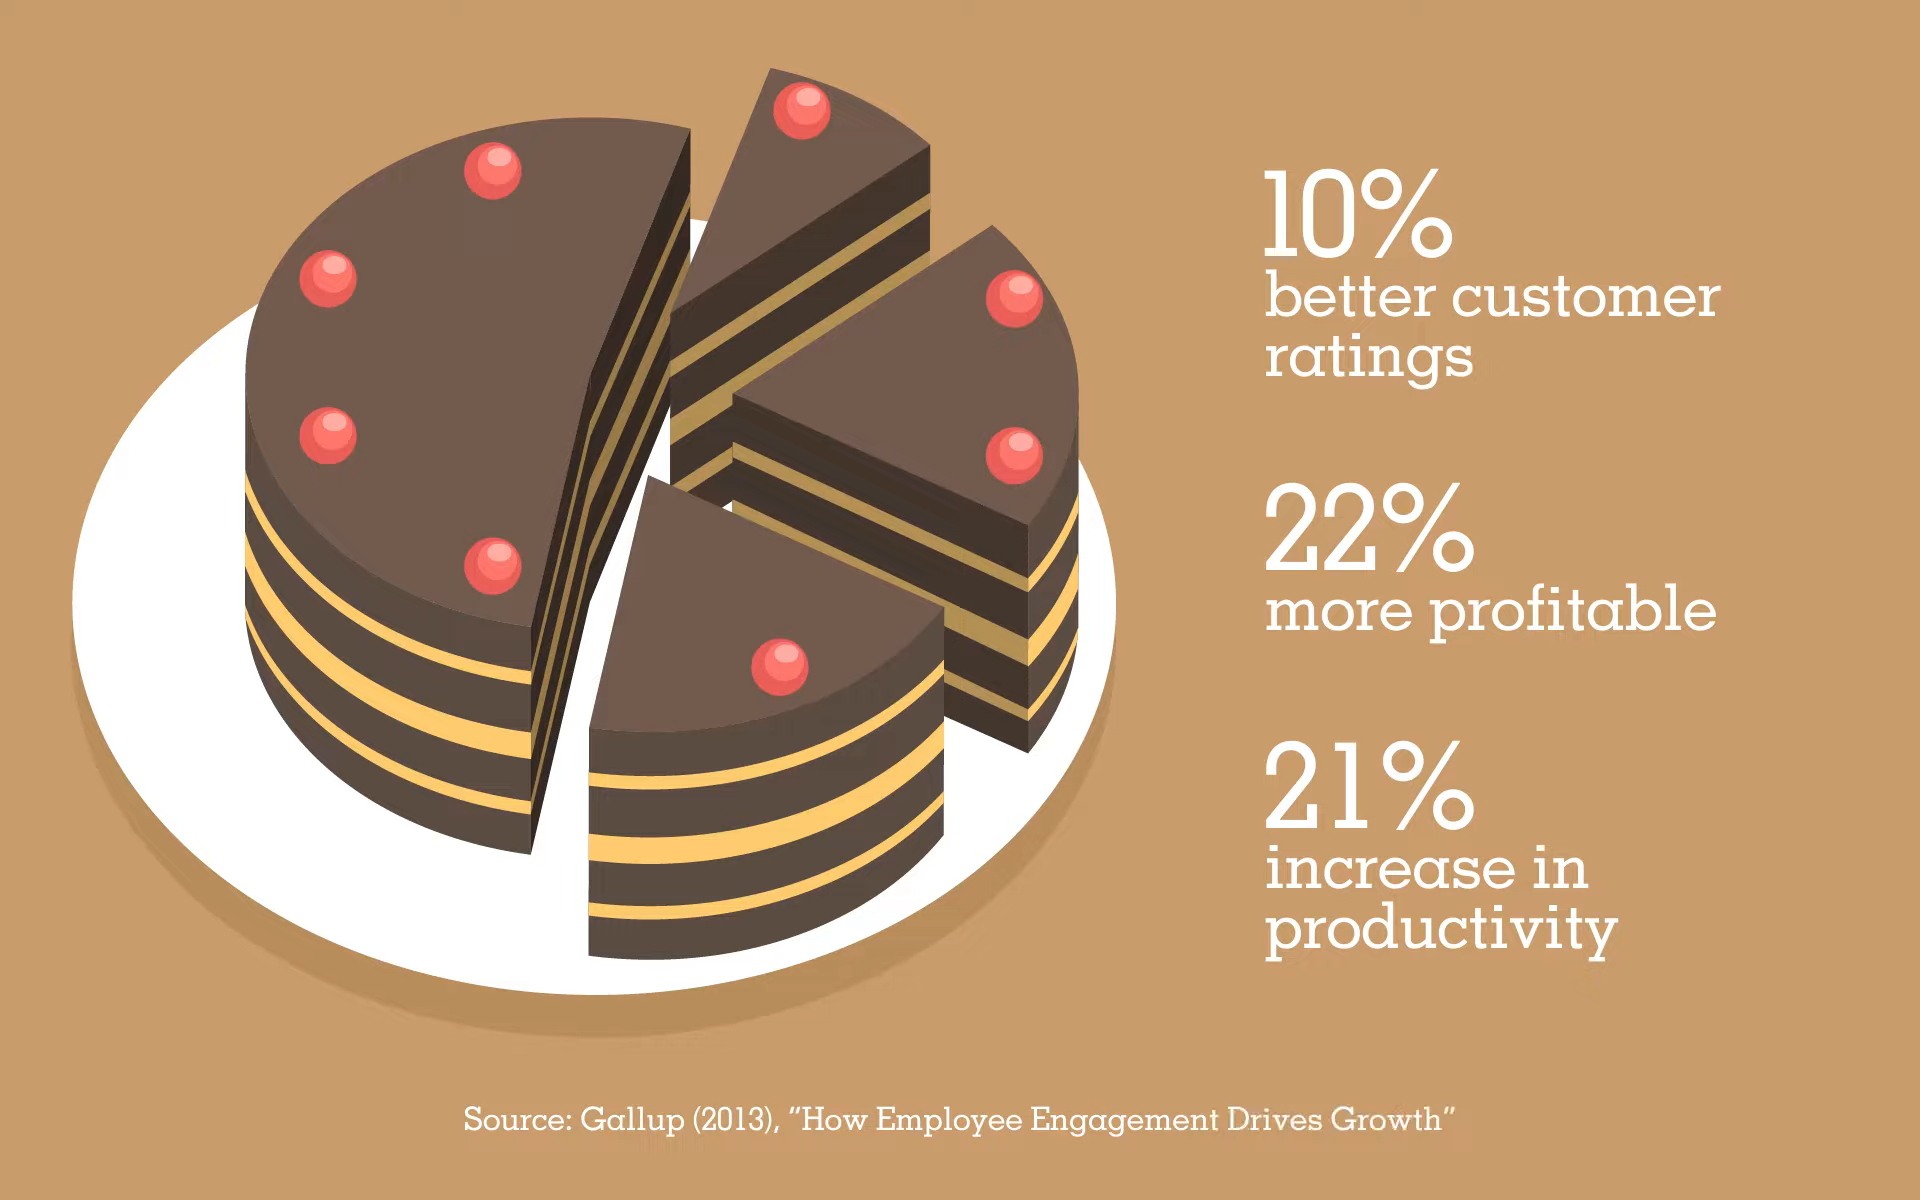 10%
better customer
ratings
22%
more profitable
21%
increase in
productivity
Source: Gallup (2013), “How Employee Engagement Drives Growth”